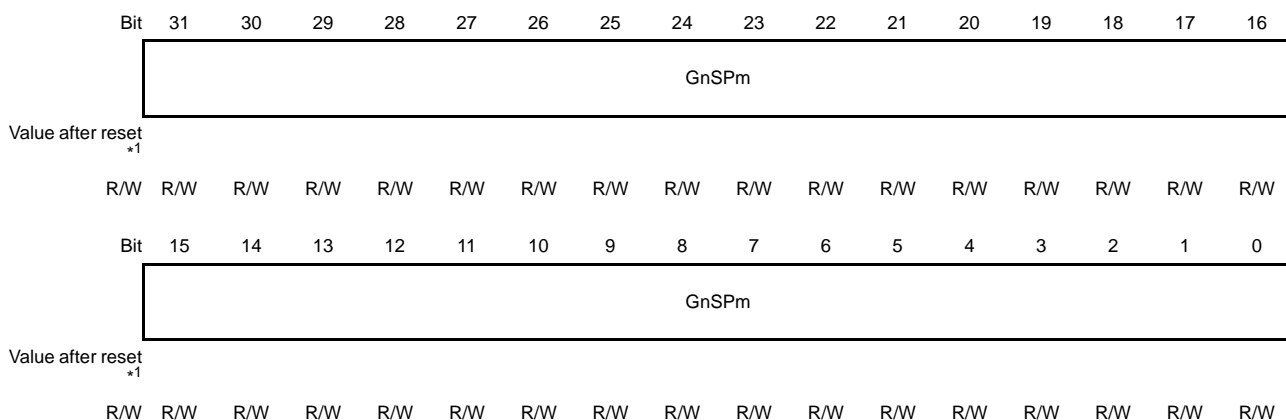 Bit 31 30 29 28 27 26 25 24 23 22 21 20 19 18 17 16
GnSPm
Value after reset
*1
R/W R/W R/W R/W R/W R/W R/W R/W R/W R/W R/W R/W R/W R/W R/W R/W R/W
Bit 15 14 13 12 11 10 9 8 7 6 5 4 3 2 1 0
GnSPm
Value after reset
*1
R/W R/W R/W R/W R/W R/W R/W R/W R/W R/W R/W R/W R/W R/W R/W R/W R/W